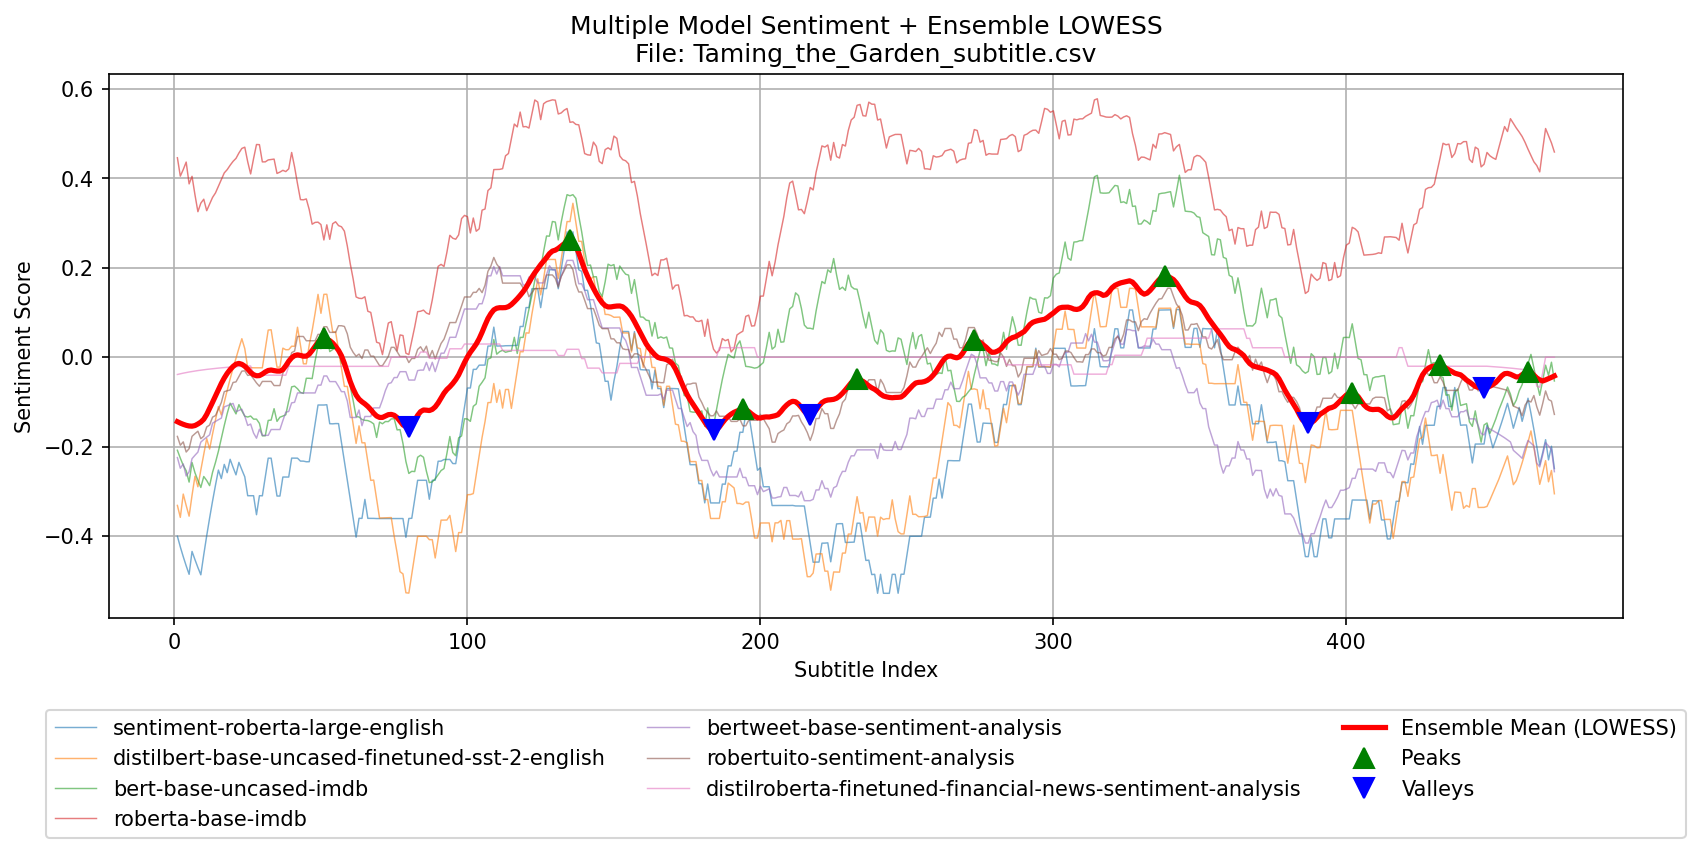 Multiple Model Sentiment + Ensemble LOWESS
File: Taming_the_Garden_subtitle.csv
Sentiment Score
0.6
0.4
0.2
0.0
−0.2
−0.4
0
100
200
300
400
Subtitle Index
sentiment-roberta-large-english
distilbert-base-uncased-finetuned-sst-2-english
bert-base-uncased-imdb
roberta-base-imdb
bertweet-base-sentiment-analysis
robertuito-sentiment-analysis
distilroberta-finetuned-financial-news-sentiment-analysis
Ensemble Mean (LOWESS)
Peaks
Valleys